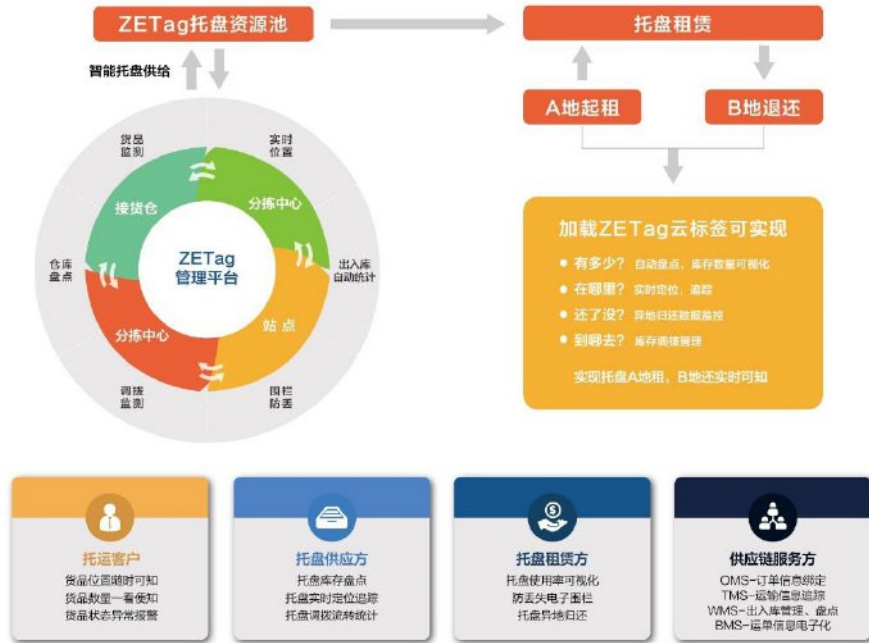 ZETag托盘资源池
托盘租赁
智能托盘供给
A地起租
B地退还
货品
监测
实时
位置
接货仓
分拣中心
仓库
盘点
ZETag
管理平台
出入库
自动统计
分拣中心
站点
调拨
监测
围栏
防丢
加载ZETag云标签可实现
• 有多少? 自动盘点, 库存数量可视化
• 在哪里? 实时定位、追踪
• 还了没? 异地归还数据监控
• 到哪去? 库存调拨管理
实现托盘A地租, B地还实时可知
托运客户
货品位置随时可知
货品数量一看便知
货品状态异常报警
托盘供应方
托盘库存盘点
托盘实时定位追踪
托盘调拨流转统计
托盘租赁方
托盘使用率可视化
防丢失电子围栏
托盘异地归还
供应链服务方
OMS-订单信息绑定
TMS-运输信息追踪
WMS-出入库管理、盘点
BMS-运单信息电子化